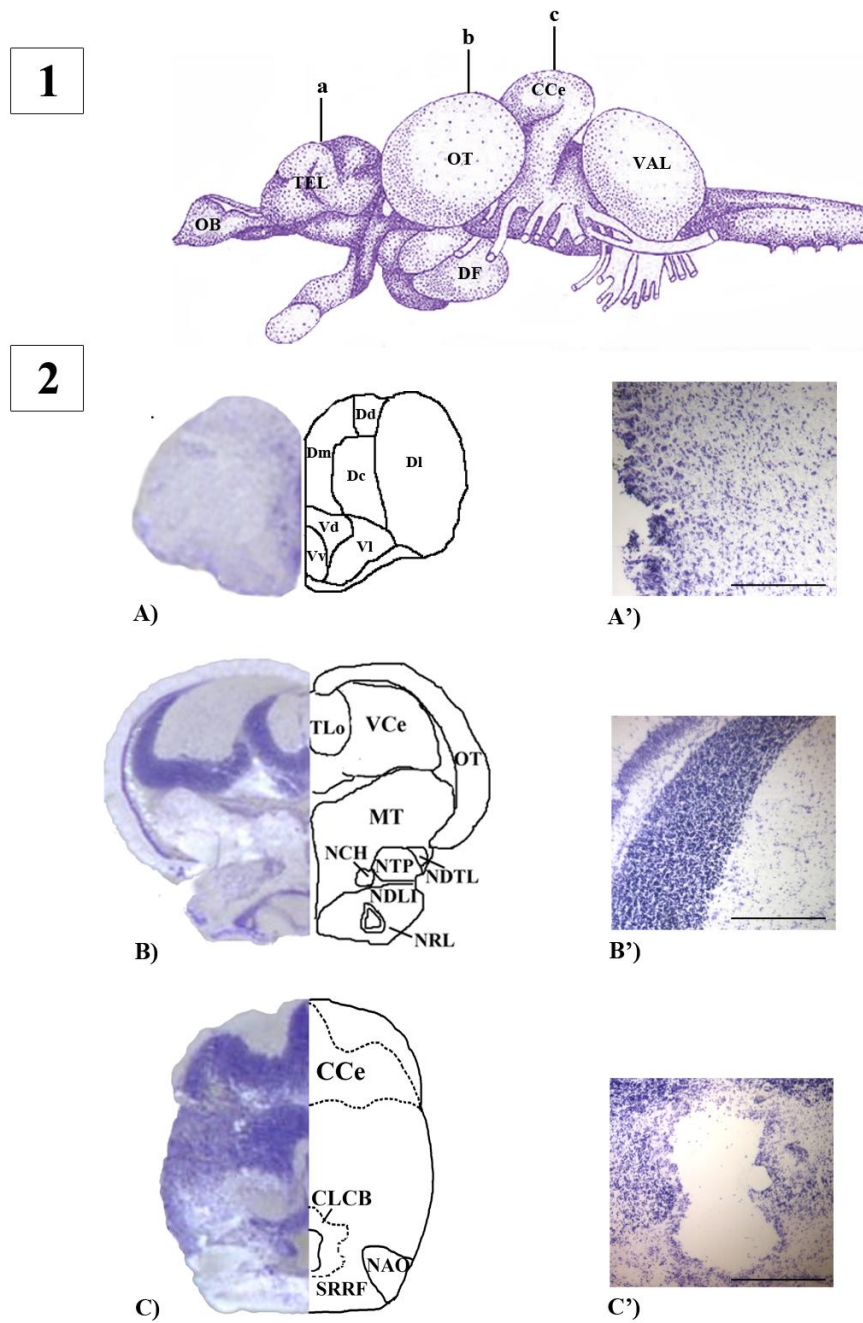 1
a
b
c
OB
TEL
OT
CCe
VAL
DF
2
Dd
Dm
Dc
Dl
Vd
Vv
Vl
A)
A')
TLo
VCe
OT
MT
NCH
NTP
NDTL
NDLI
NRL
B)
B')
CCe
CLCB
NAO
SRRF
C)
C')